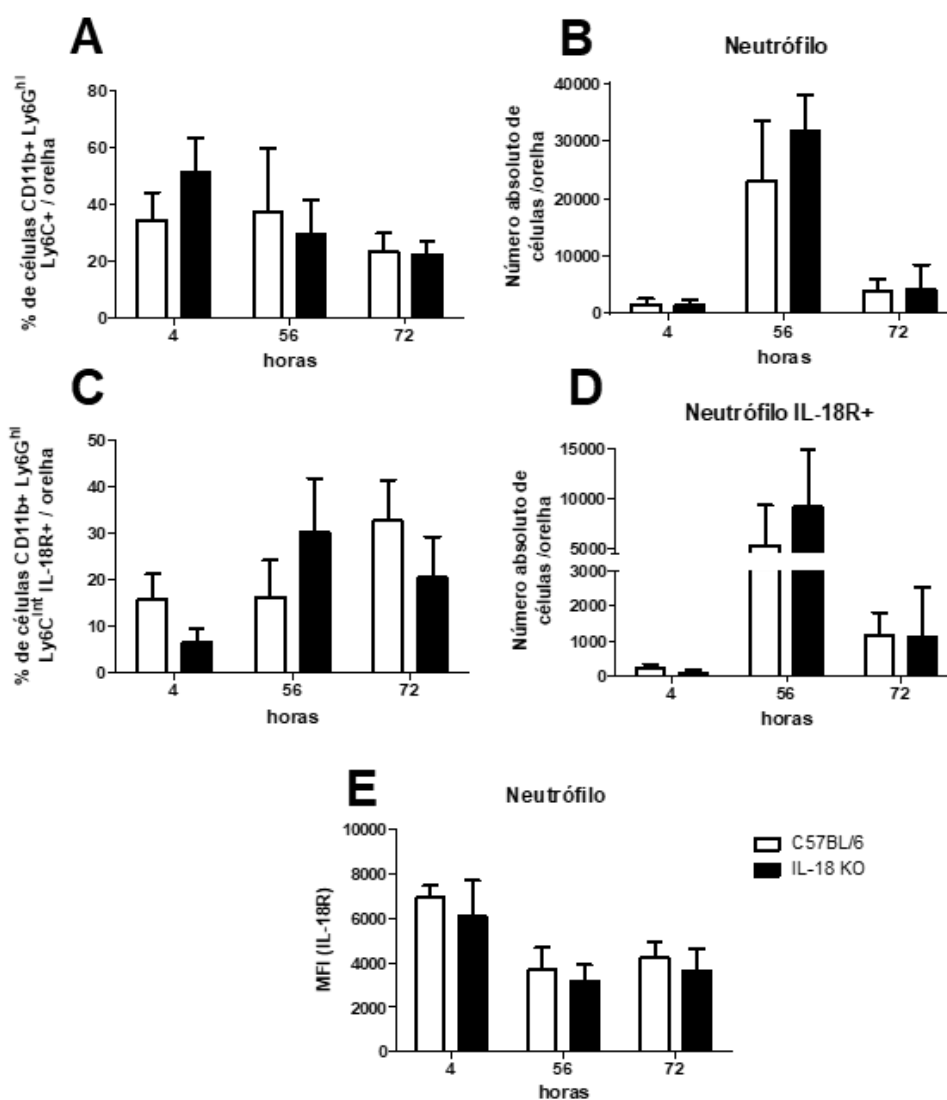 A
% de células CD11b+ Ly6G^hi
Ly6C+ / orelha
80
60
40
20
0
4 56 72
horas
B
Neutrófilo
Número absoluto de
células /orelha
40000
30000
20000
10000
0
4 56 72
horas
C
% de células CD11b+ Ly6G^hi
Ly6C^Int IL-18R+ / orelha
50
40
30
20
10
0
4 56 72
horas
D
Neutrófilo IL-18R+
Número absoluto de
células /orelha
15000
10000
5000
3000
2000
1000
0
4 56 72
horas
E
Neutrófilo
MFI (IL-18R)
10000
8000
6000
4000
2000
0
4 56 72
horas
C57BL/6
IL-18 KO